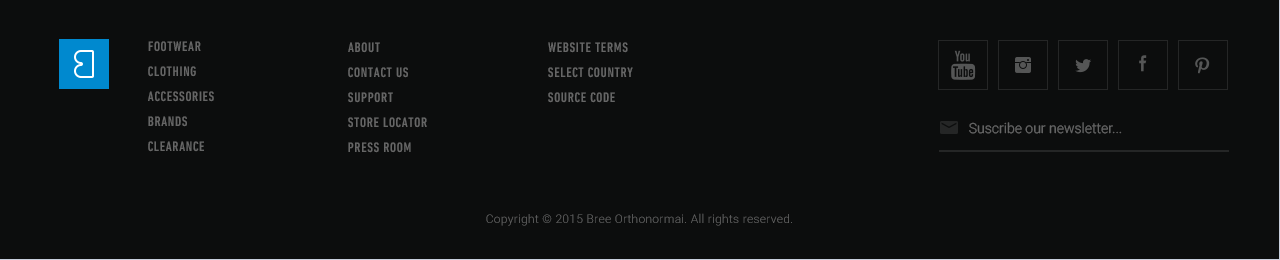 FOOTWEAR
CLOTHING
ACCESSORIES
BRANDS
CLEARANCE
ABOUT
CONTACT US
SUPPORT
STORE LOCATOR
PRESS ROOM
WEBSITE TERMS
SELECT COUNTRY
SOURCE CODE
You
Tube
Suscribe our newsletter...
Copyright © 2015 Bree Orthonormai. All rights reserved.